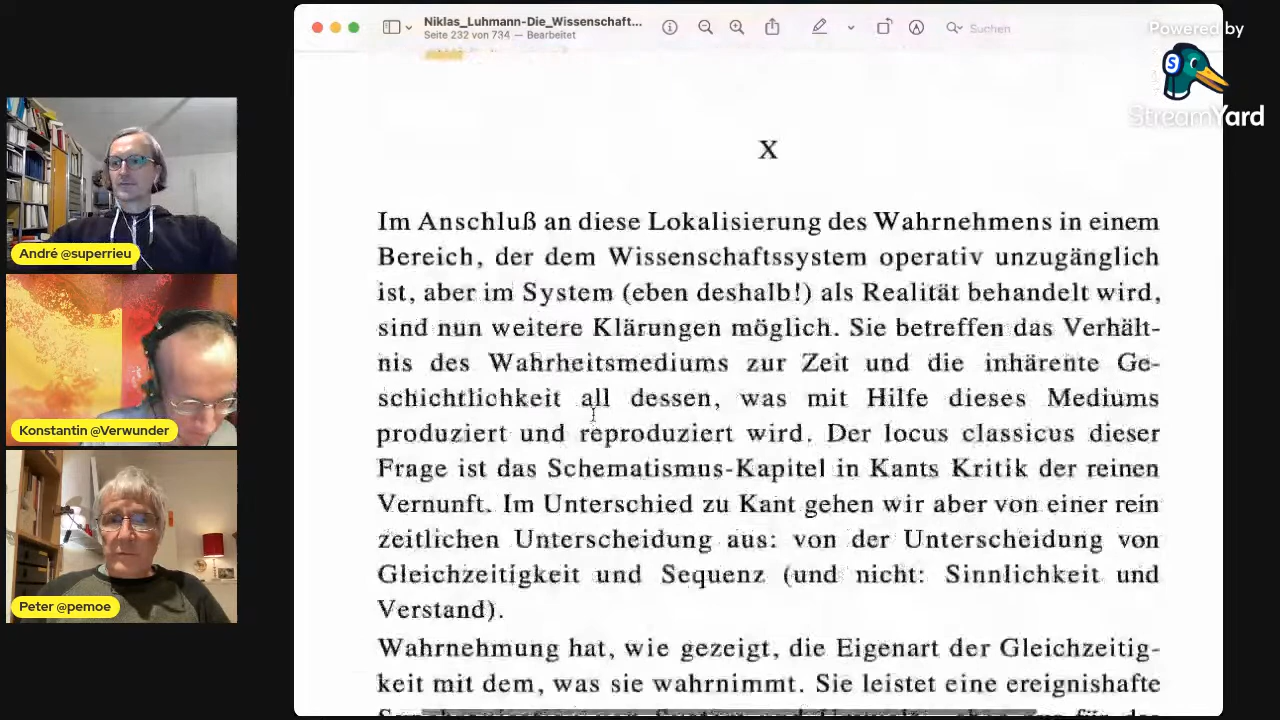 Niklas_Luhmann-Die_Wissenschaft...
Seite 232 von 734 — Bearbeitet
Suchen
Powered by
S
StreamYard
X
Im Anschluß an diese Lokalisierung des Wahrnehmens in einem
Bereich, der dem Wissenschaftssystem operativ unzugänglich
ist, aber im System (eben deshalb!) als Realität behandelt wird,
sind nun weitere Klärungen möglich. Sie betreffen das Verhält-
nis des Wahrheitsmediums zur Zeit und die inhärente Ge-
schichtlichkeit all dessen, was mit Hilfe dieses Mediums
produziert und reproduziert wird. Der locus classicus dieser
Frage ist das Schematismus-Kapitel in Kants Kritik der reinen
Vernunft. Im Unterschied zu Kant gehen wir aber von einer rein
zeitlichen Unterscheidung aus: von der Unterscheidung von
Gleichzeitigkeit und Sequenz (und nicht: Sinnlichkeit und
Verstand).
Wahrnehmung hat, wie gezeigt, die Eigenart der Gleichzeitig-
keit mit dem, was sie wahrnimmt. Sie leistet eine ereignishafte
André @superrieu
Konstantin @Verwunder
Peter @pemoe